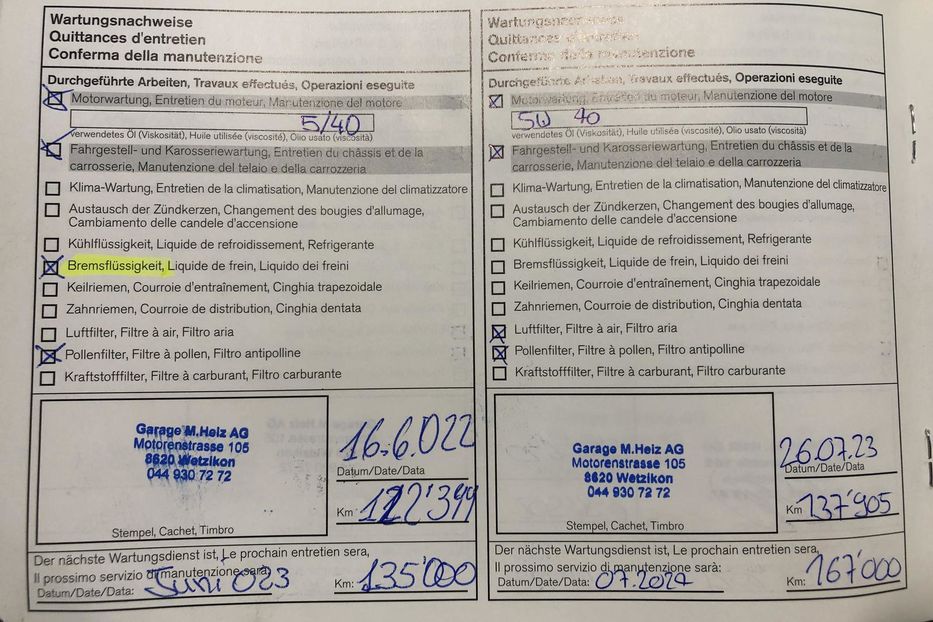 Wartungsnachweise
Quittances d'entretien
Conferma della manutenzione
Durchgeführte Arbeiten, Travaux effectués, Operazioni eseguite
Motorwartung, Entretien du moteur, Manutenzione del motore
5/40
verwendetes Öl (Viskosität), Huile utilisée (viscosité), Olio usato (viscosità)
Fahrgestell- und Karosseriewartung, Entretien du châssis et de la
carrosserie, Manutenzione del telaio e della carrozzeria
Klima-Wartung, Entretien de la climatisation, Manutenzione del climatizzatore
Austausch der Zündkerzen, Changement des bougies d'allumage,
Cambiamento delle candele d'accensione
Kühlflüssigkeit, Liquide de refroidissement, Refrigerante
Bremsflüssigkeit, Liquide de frein, Liquido dei freini
Keilriemen, Courroie d'entraînement, Cinghia trapezoidale
Zahnriemen, Courroie de distribution, Cinghia dentata
Luftfilter, Filtre à air, Filtro aria
Pollenfilter, Filtre à pollen, Filtro antipolline
Kraftstofffilter, Filtre à carburant, Filtro carburante
Garage M.Heiz AG
Motorenstrasse 105
8620 Wetzikon
044 930 72 72
Stempel, Cachet, Timbro
16.6.022
Datum/Date/Data
Km 122'399
Der nächste Wartungsdienst ist, Le prochain entretien sera,
Il prossimo servizio di manutenzione sarà:
Datum/Date/Data: Juni 023
Km: 135'000
Wartungsnachweise
Quittances d'entretien
Conferma della manutenzione
Durchgeführte Arbeiten, Travaux effectués, Operazioni eseguite
Motorwartung, Entretien du moteur, Manutenzione del motore
5W 40
verwendetes Öl (Viskosität), Huile utilisée (viscosité), Olio usato (viscosità)
Fahrgestell- und Karosseriewartung, Entretien du châssis et de la
carrosserie, Manutenzione del telaio e della carrozzeria
Klima-Wartung, Entretien de la climatisation, Manutenzione del climatizzatore
Austausch der Zündkerzen, Changement des bougies d'allumage,
Cambiamento delle candele d'accensione
Kühlflüssigkeit, Liquide de refroidissement, Refrigerante
Bremsflüssigkeit, Liquide de frein, Liquido dei freini
Keilriemen, Courroie d'entraînement, Cinghia trapezoidale
Zahnriemen, Courroie de distribution, Cinghia dentata
Luftfilter, Filtre à air, Filtro aria
Pollenfilter, Filtre à pollen, Filtro antipolline
Kraftstofffilter, Filtre à carburant, Filtro carburante
Garage M.Heiz AG
Motorenstrasse 105
8620 Wetzikon
044 930 72 72
Stempel, Cachet, Timbro
26.07.23
Datum/Date/Data
Km 137'905
Der nächste Wartungsdienst ist, Le prochain entretien sera,
Il prossimo servizio di manutenzione sarà:
Datum/Date/Data: 07.2024
Km: 167'000